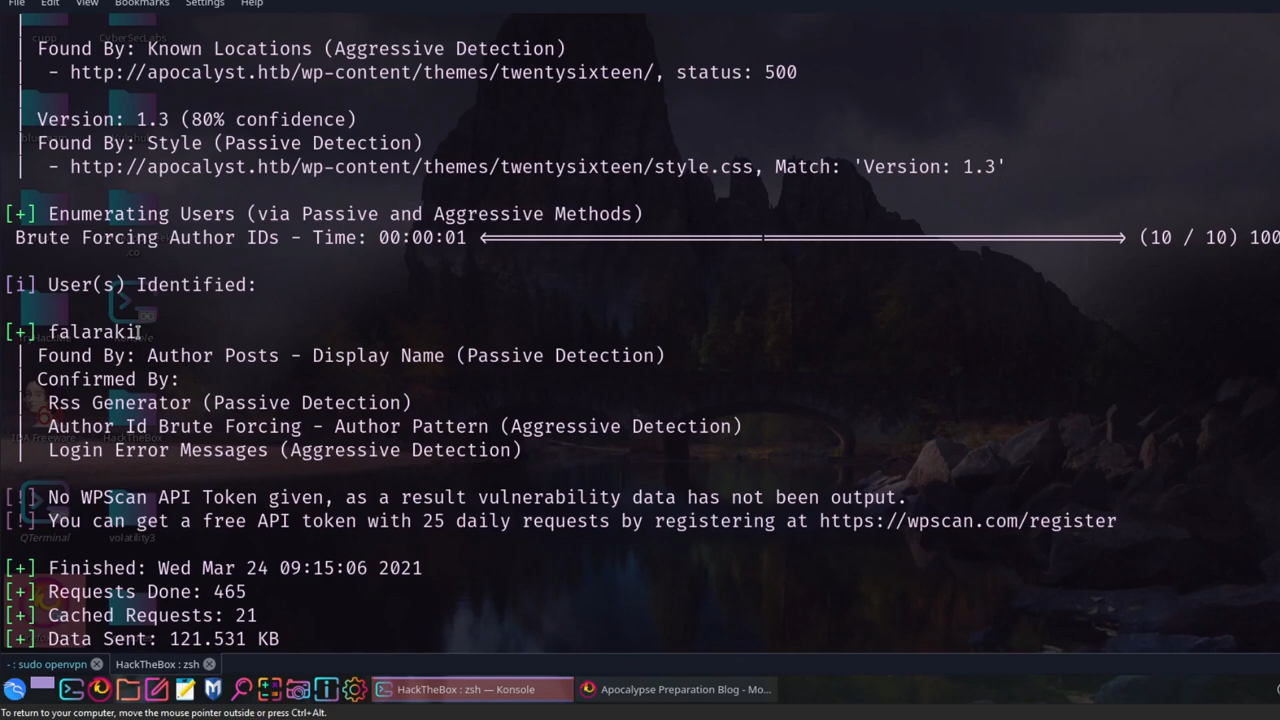 File Edit View Bookmarks Settings Help
cupp CyberSecLabs
Found By: Known Locations (Aggressive Detection)
- http://apocalyst.htb/wp-content/themes/twentysixteen/, status: 500
Version: 1.3 (80% confidence)
Found By: Style (Passive Detection)
- http://apocalyst.htb/wp-content/themes/twentysixteen/style.css, Match: 'Version: 1.3'
[+] Enumerating Users (via Passive and Aggressive Methods)
Brute Forcing Author IDs - Time: 00:00:01 <==================> (10 / 10) 100
.co
[i] User(s) Identified:
[+] falaraki
Found By: Author Posts - Display Name (Passive Detection)
Confirmed By:
Rss Generator (Passive Detection)
Author Id Brute Forcing - Author Pattern (Aggressive Detection)
IDA Freeware HackTheBox
Login Error Messages (Aggressive Detection)
[!] No WPScan API Token given, as a result vulnerability data has not been output.
[!] You can get a free API token with 25 daily requests by registering at https://wpscan.com/register
QTerminal volatility3
[+] Finished: Wed Mar 24 09:15:06 2021
[+] Requests Done: 465
[+] Cached Requests: 21
[+] Data Sent: 121.531 KB
- : sudo openvpn HackTheBox : zsh
HackTheBox : zsh — Konsole Apocalypse Preparation Blog - Mo...
To return to your computer, move the mouse pointer outside or press Ctrl+Alt.